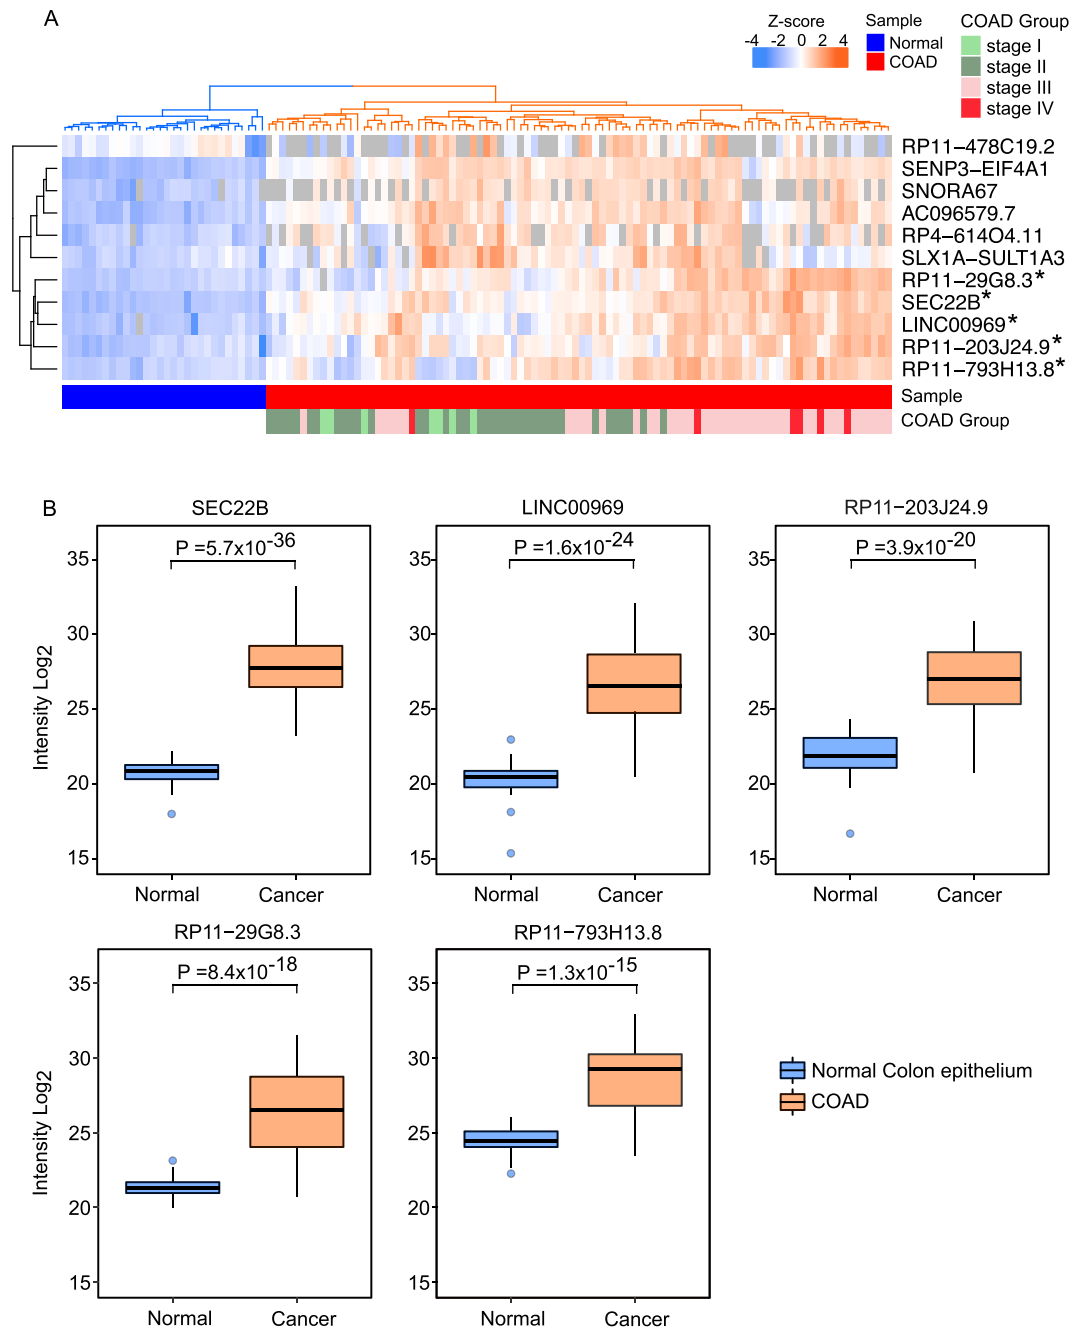 A
Z-score
-4 -2 0 2 4
Sample
Normal
COAD
COAD Group
stage I
stage II
stage III
stage IV
RP11−478C19.2
SENP3−EIF4A1
SNORA67
AC096579.7
RP4−614O4.11
SLX1A−SULT1A3
RP11−29G8.3*
SEC22B*
LINC00969*
RP11−203J24.9*
RP11−793H13.8*
Sample
COAD Group
B
SEC22B
P =5.7x10-36
Intensity Log2
35
30
25
20
15
Normal Cancer
LINC00969
P =1.6x10-24
35
30
25
20
15
Normal Cancer
RP11−203J24.9
P =3.9x10-20
35
30
25
20
15
Normal Cancer
RP11−29G8.3
P =8.4x10-18
Intensity Log2
35
30
25
20
15
Normal Cancer
RP11−793H13.8
P =1.3x10-15
35
30
25
20
15
Normal Cancer
Normal Colon epithelium
COAD